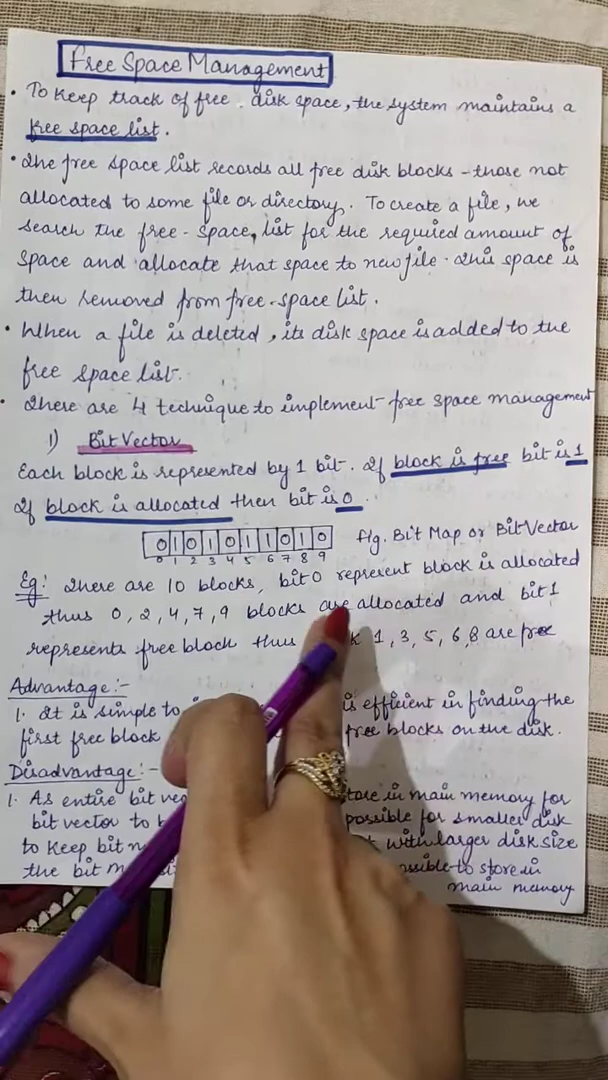 Free Space Management
• To keep track of free disk space, the system maintains a
free space list.
• The free space list records all free disk blocks - those not
allocated to some file or directory. To create a file, we
search the free-space, list for the required amount of
space and allocate that space to new file. This space is
then removed from free-space list.
• When a file is deleted, its disk space is added to the
free space list.
• There are 4 technique to implement free space management
1) Bit Vector
Each block is represented by 1 bit. If block is free bit is 1
If block is allocated then bit is 0.
0 1 0 1 0 1 1 0 1 0 fig. Bit Map or Bit Vector
0 1 2 3 4 5 6 7 8 9
Eg: There are 10 blocks, bit 0 represent block is allocated
thus 0, 2, 4, 7, 9 blocks are allocated and bit 1
represents free block thus 1, 3, 5, 6, 8 are free
Advantage:-
1. It is simple to is efficient in finding the
first free block free blocks on the disk.
Disadvantage:-
1. As entire bit store in main memory for
bit vector to possible for smaller disk
to keep bit with larger disk size
the bit to store in
main memory